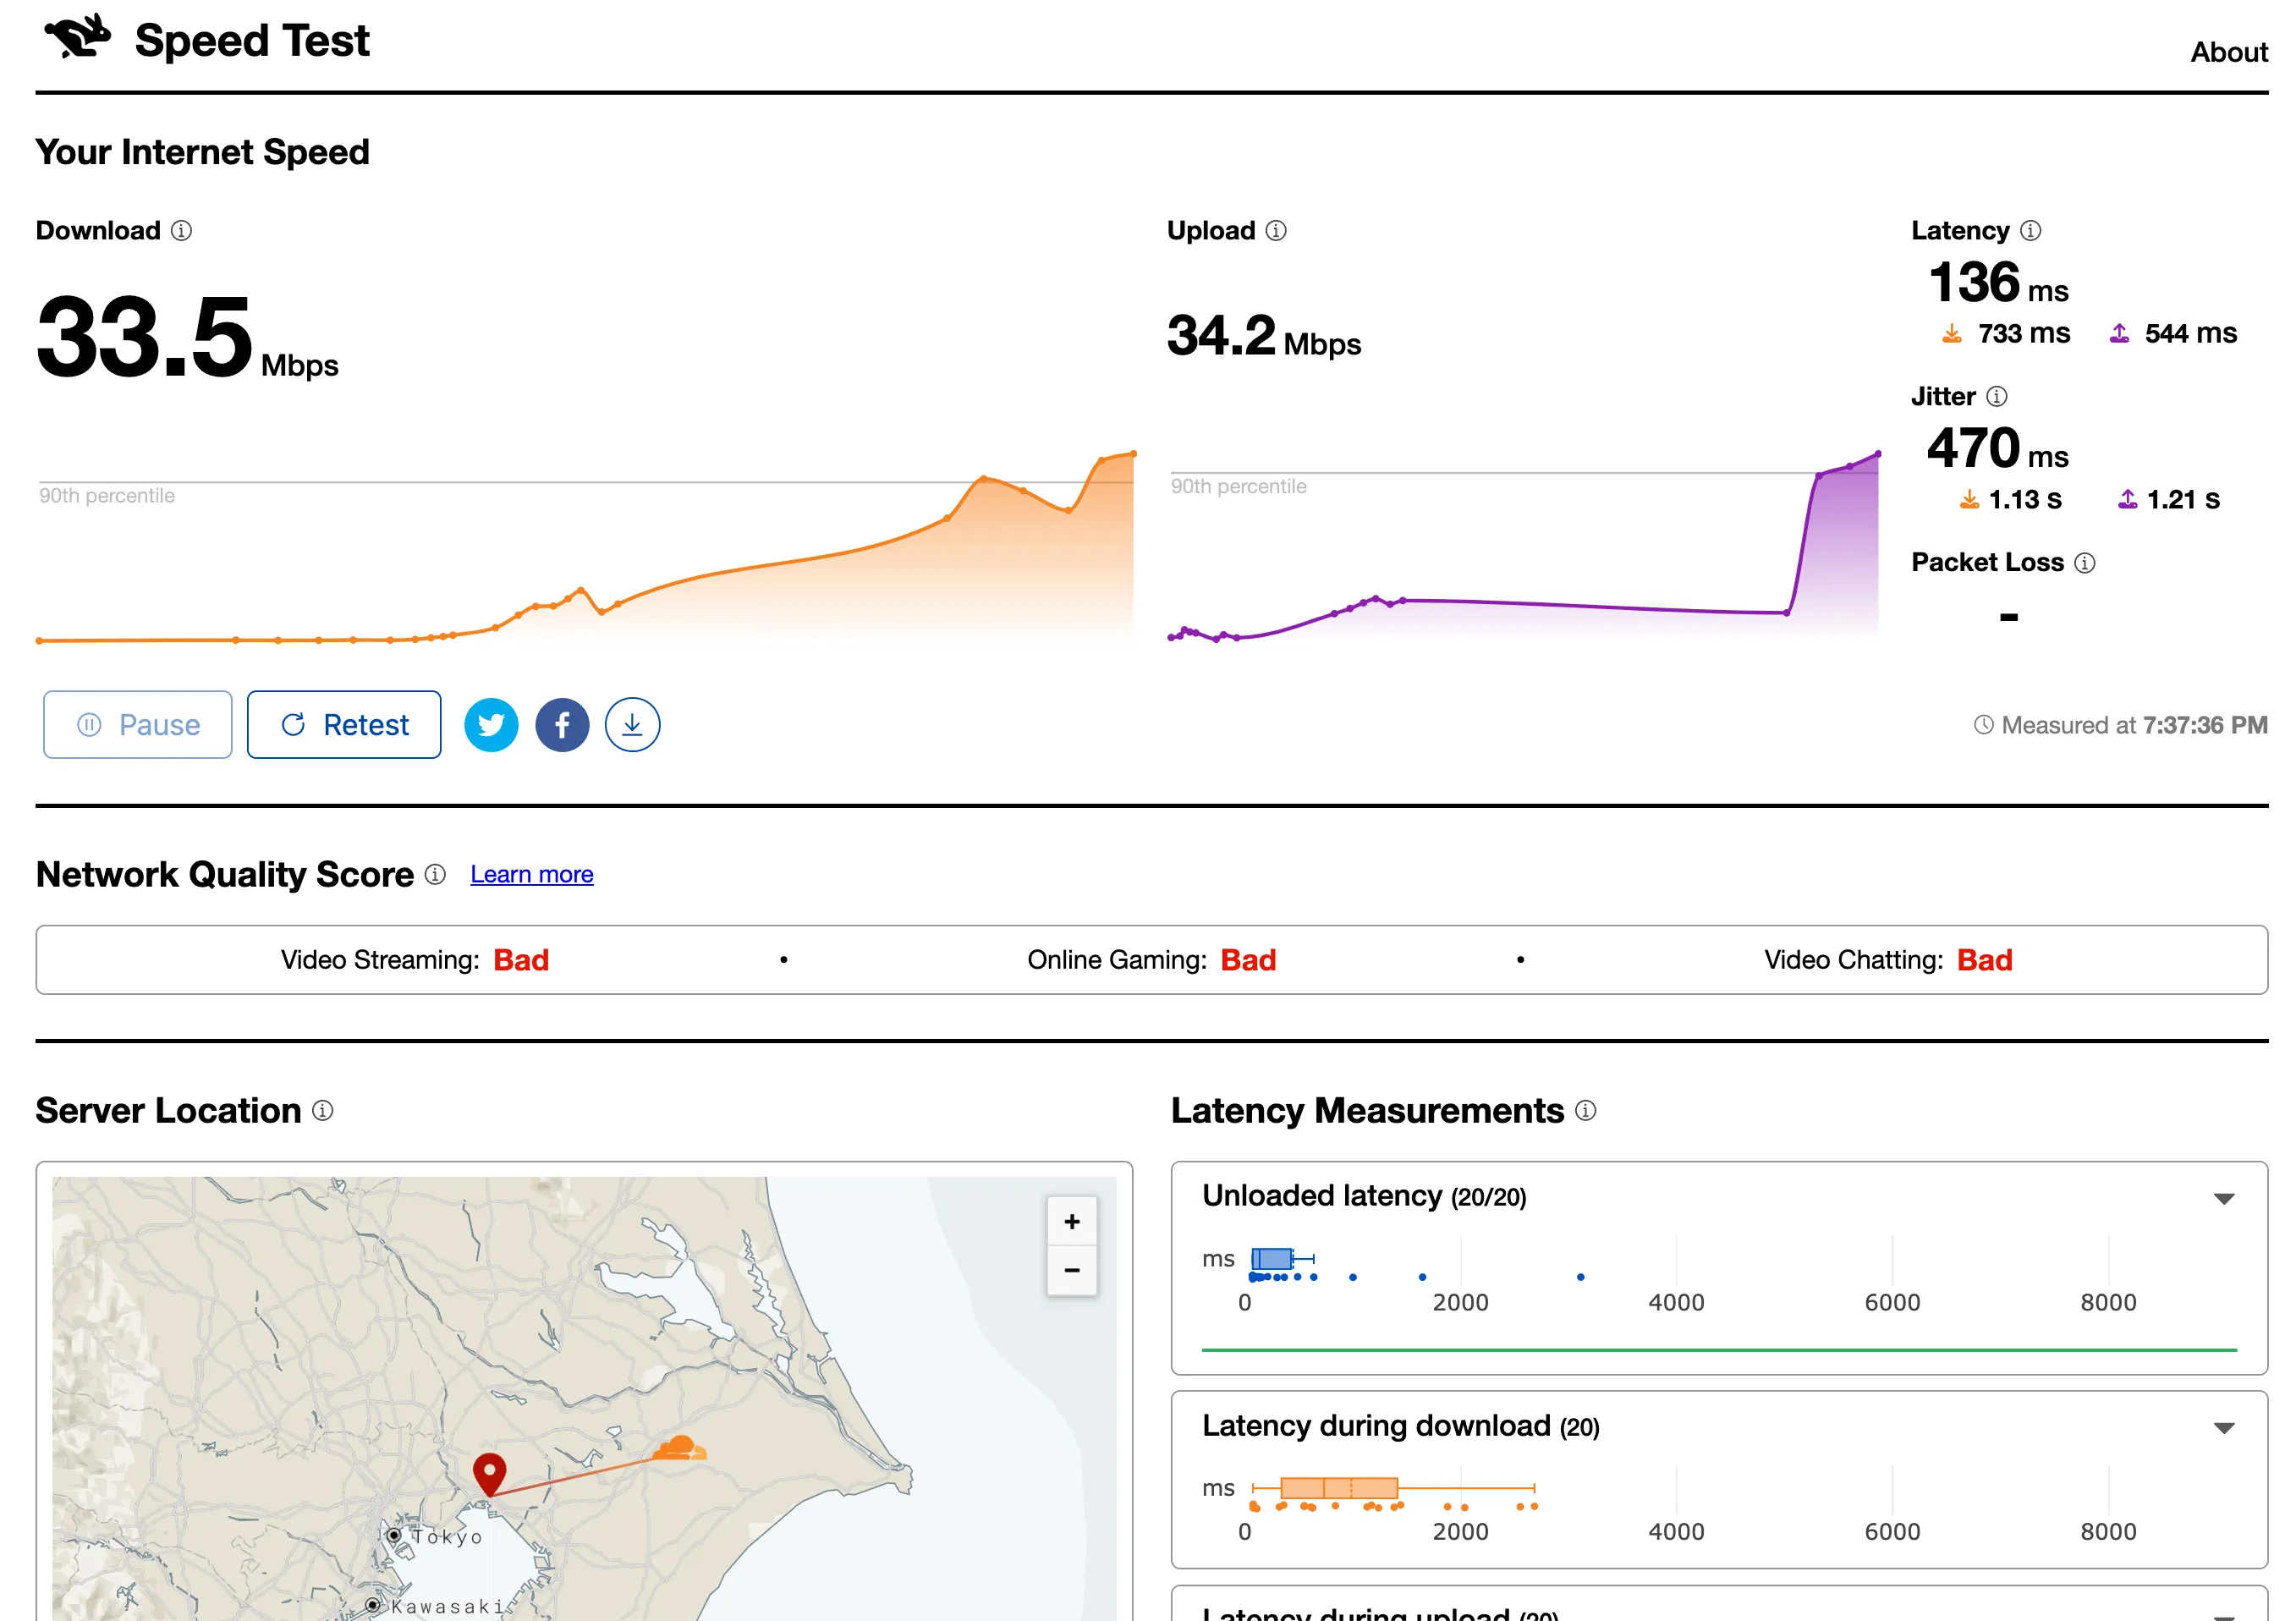 Speed Test
About
Your Internet Speed
Download
33.5 Mbps
90th percentile
Upload
34.2 Mbps
90th percentile
Latency
136 ms
733 ms 544 ms
Jitter
470 ms
1.13 s 1.21 s
Packet Loss
-
Pause Retest
Measured at 7:37:36 PM
Network Quality Score Learn more
Video Streaming: Bad • Online Gaming: Bad • Video Chatting: Bad
Server Location
+
−
Tokyo
Kawasaki
Latency Measurements
Unloaded latency (20/20)
ms
0 2000 4000 6000 8000
Latency during download (20)
ms
0 2000 4000 6000 8000
Latency during upload (20)